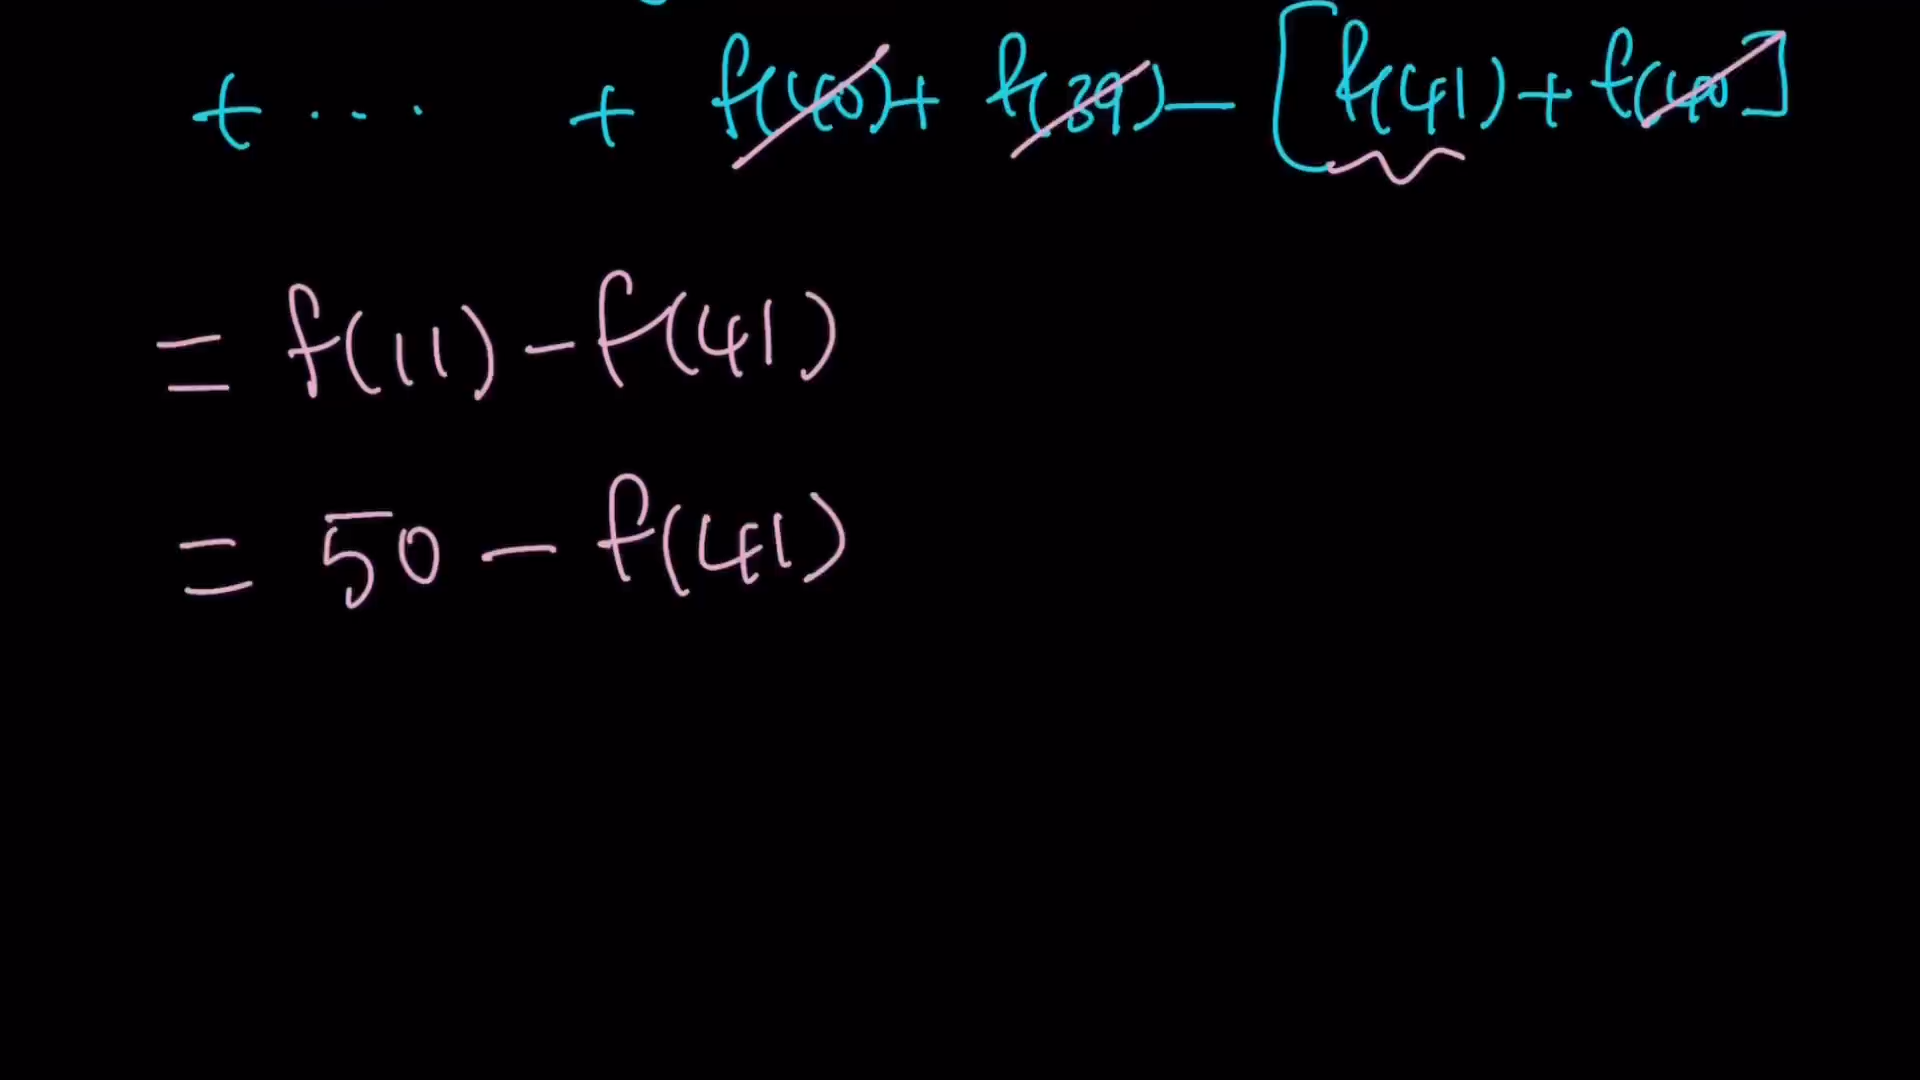 + .... + f(40) + f(39) - [f(41) + f(40)]
= f(11) - f(41)
= 50 - f(41)